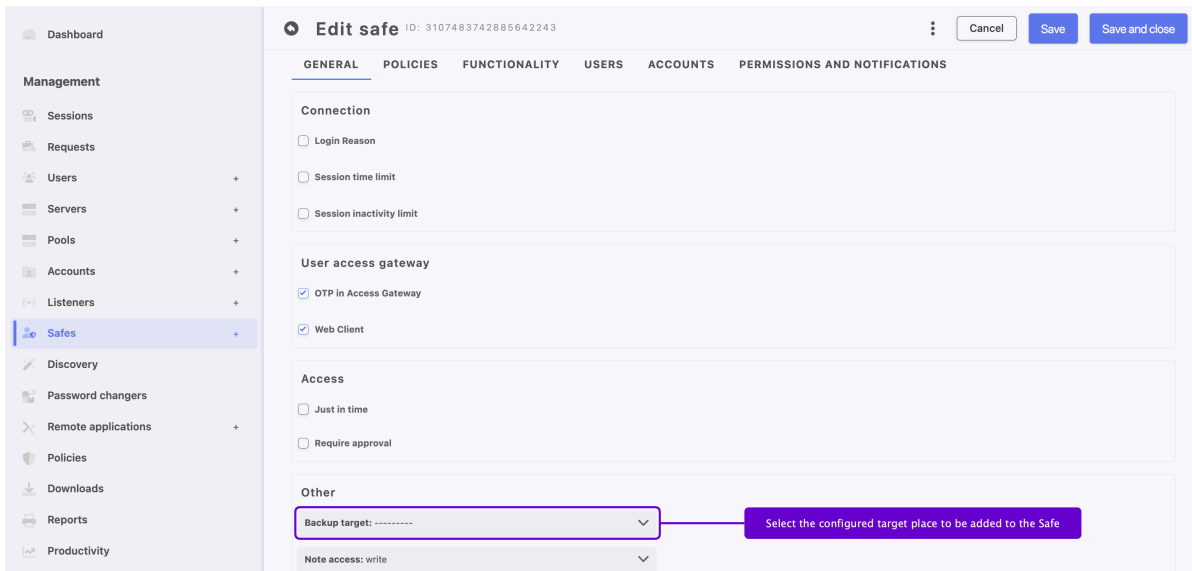 Dashboard
Management
Sessions
Requests
Users +
Servers +
Pools +
Accounts +
Listeners +
Safes +
Discovery
Password changers
Remote applications +
Policies
Downloads
Reports
Productivity
Edit safe ID: 3107483742885642243
Cancel
Save
Save and close
GENERAL POLICIES FUNCTIONALITY USERS ACCOUNTS PERMISSIONS AND NOTIFICATIONS
Connection
Login Reason
Session time limit
Session inactivity limit
User access gateway
OTP in Access Gateway
Web Client
Access
Just in time
Require approval
Other
Backup target: ---------
Select the configured target place to be added to the Safe
Note access: write